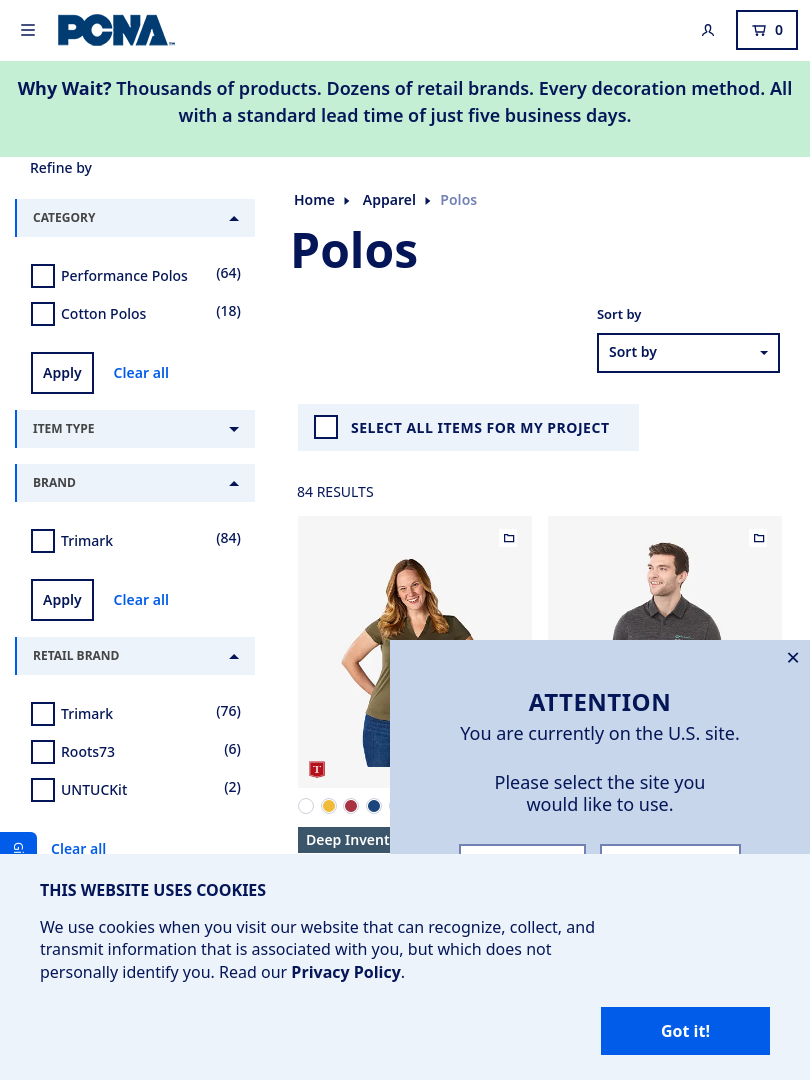 PCNA
0
Why Wait? Thousands of products. Dozens of retail brands. Every decoration method. All
with a standard lead time of just five business days.
Refine by
CATEGORY
Performance Polos (64)
Cotton Polos (18)
Apply Clear all
ITEM TYPE
BRAND
Trimark (84)
Apply Clear all
RETAIL BRAND
Trimark (76)
Roots73 (6)
UNTUCKit (2)
Clear all
Home Apparel Polos
Polos
Sort by
Sort by
SELECT ALL ITEMS FOR MY PROJECT
84 RESULTS
T
Deep Invent
ATTENTION
You are currently on the U.S. site.
Please select the site you
would like to use.
THIS WEBSITE USES COOKIES
We use cookies when you visit our website that can recognize, collect, and
transmit information that is associated with you, but which does not
personally identify you. Read our Privacy Policy.
Got it!